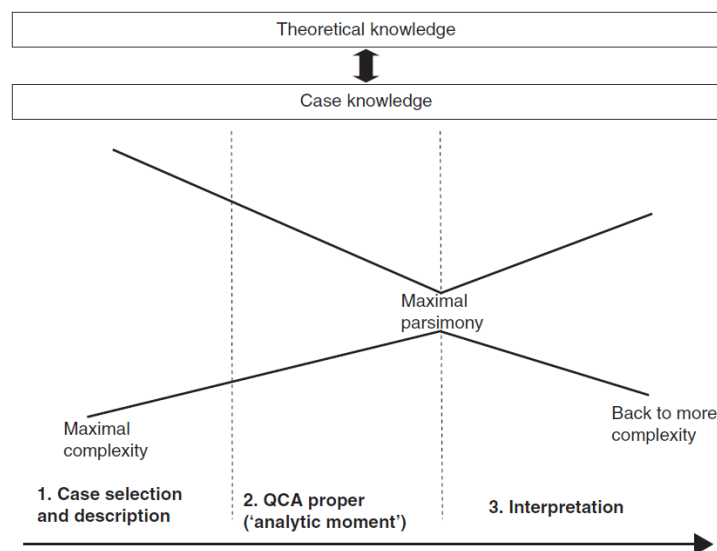 Theoretical knowledge
Case knowledge
Maximal
parsimony
Maximal
complexity
Back to more
complexity
1. Case selection
and description
2. QCA proper
(‘analytic moment’)
3. Interpretation